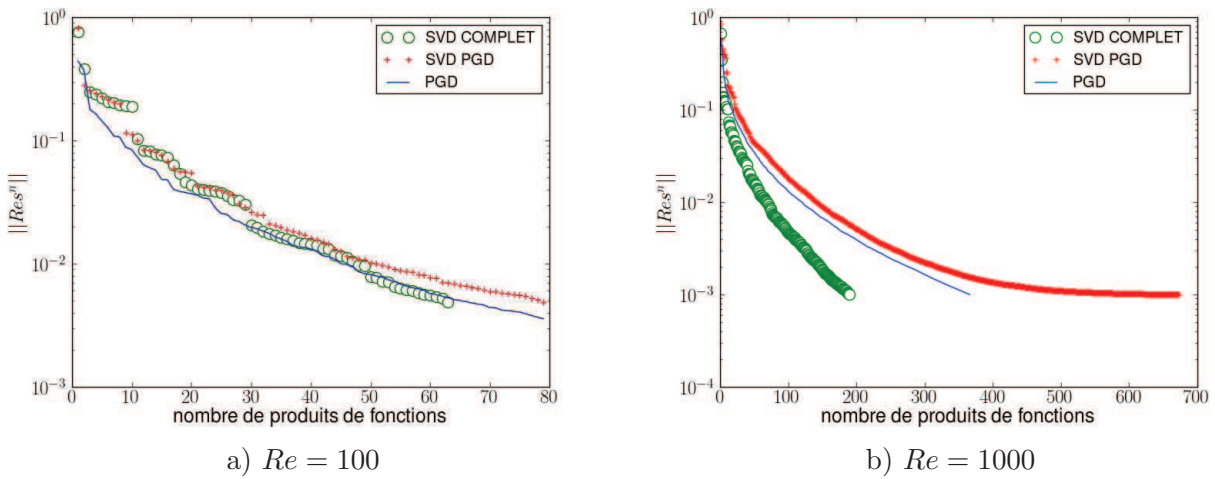 10^0
10^{-1}
10^{-2}
10^{-3}
||Res^n||
0 10 20 30 40 50 60 70 80
nombre de produits de fonctions
SVD COMPLET
SVD PGD
PGD
a) Re = 100
10^0
10^{-1}
10^{-2}
10^{-3}
10^{-4}
||Res^n||
0 100 200 300 400 500 600 700
nombre de produits de fonctions
SVD COMPLET
SVD PGD
PGD
b) Re = 1000